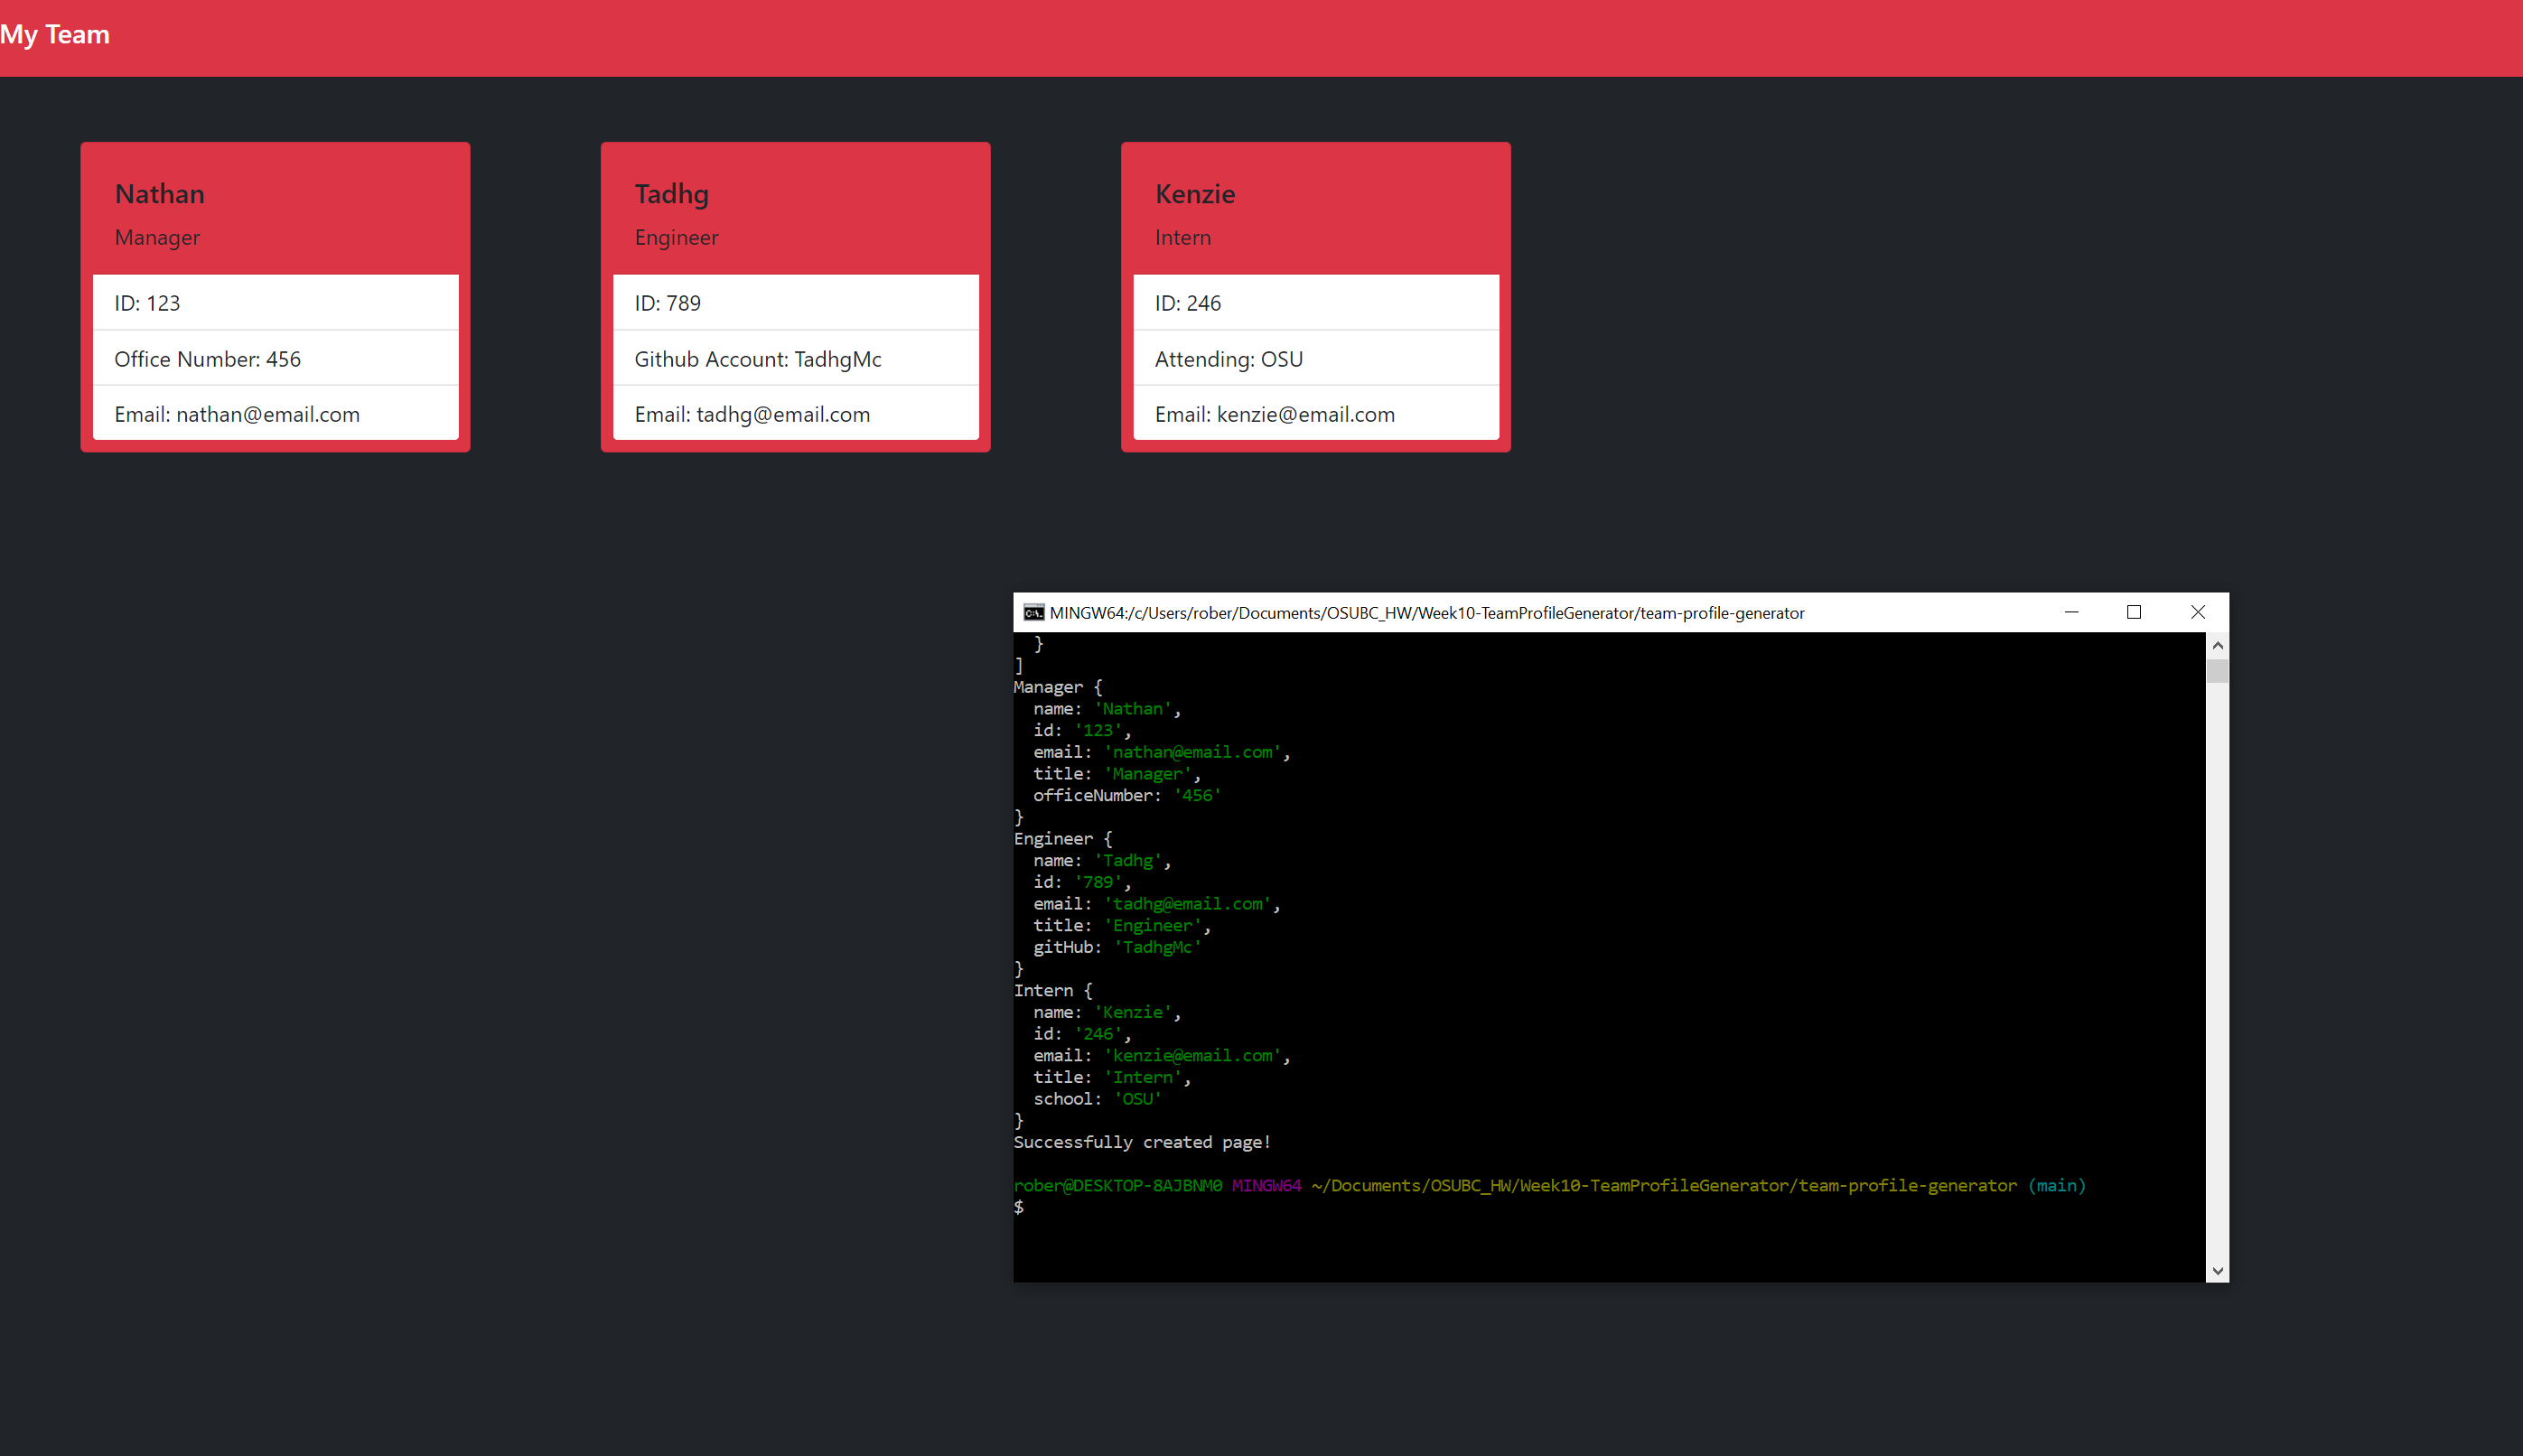 My Team
Nathan
Manager
ID: 123
Office Number: 456
Email: nathan@email.com
Tadhg
Engineer
ID: 789
Github Account: TadhgMc
Email: tadhg@email.com
Kenzie
Intern
ID: 246
Attending: OSU
Email: kenzie@email.com
MINGW64:/c/Users/rober/Documents/OSUBC_HW/Week10-TeamProfileGenerator/team-profile-generator
  }
]
Manager {
  name: 'Nathan',
  id: '123',
  email: 'nathan@email.com',
  title: 'Manager',
  officeNumber: '456'
}
Engineer {
  name: 'Tadhg',
  id: '789',
  email: 'tadhg@email.com',
  title: 'Engineer',
  gitHub: 'TadhgMc'
}
Intern {
  name: 'Kenzie',
  id: '246',
  email: 'kenzie@email.com',
  title: 'Intern',
  school: 'OSU'
}
Successfully created page!
rober@DESKTOP-8AJBNM0 MINGW64 ~/Documents/OSUBC_HW/Week10-TeamProfileGenerator/team-profile-generator (main)
$